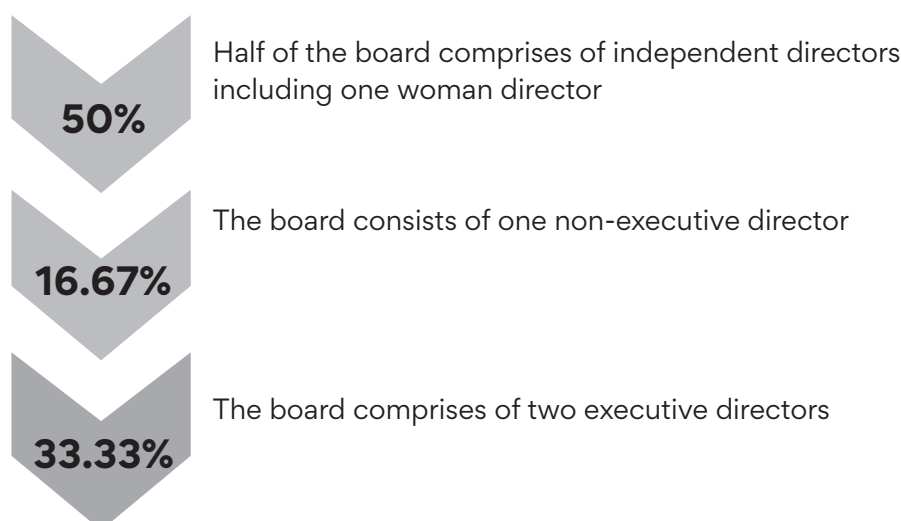 50%
Half of the board comprises of independent directors
including one woman director
16.67%
The board consists of one non-executive director
33.33%
The board comprises of two executive directors